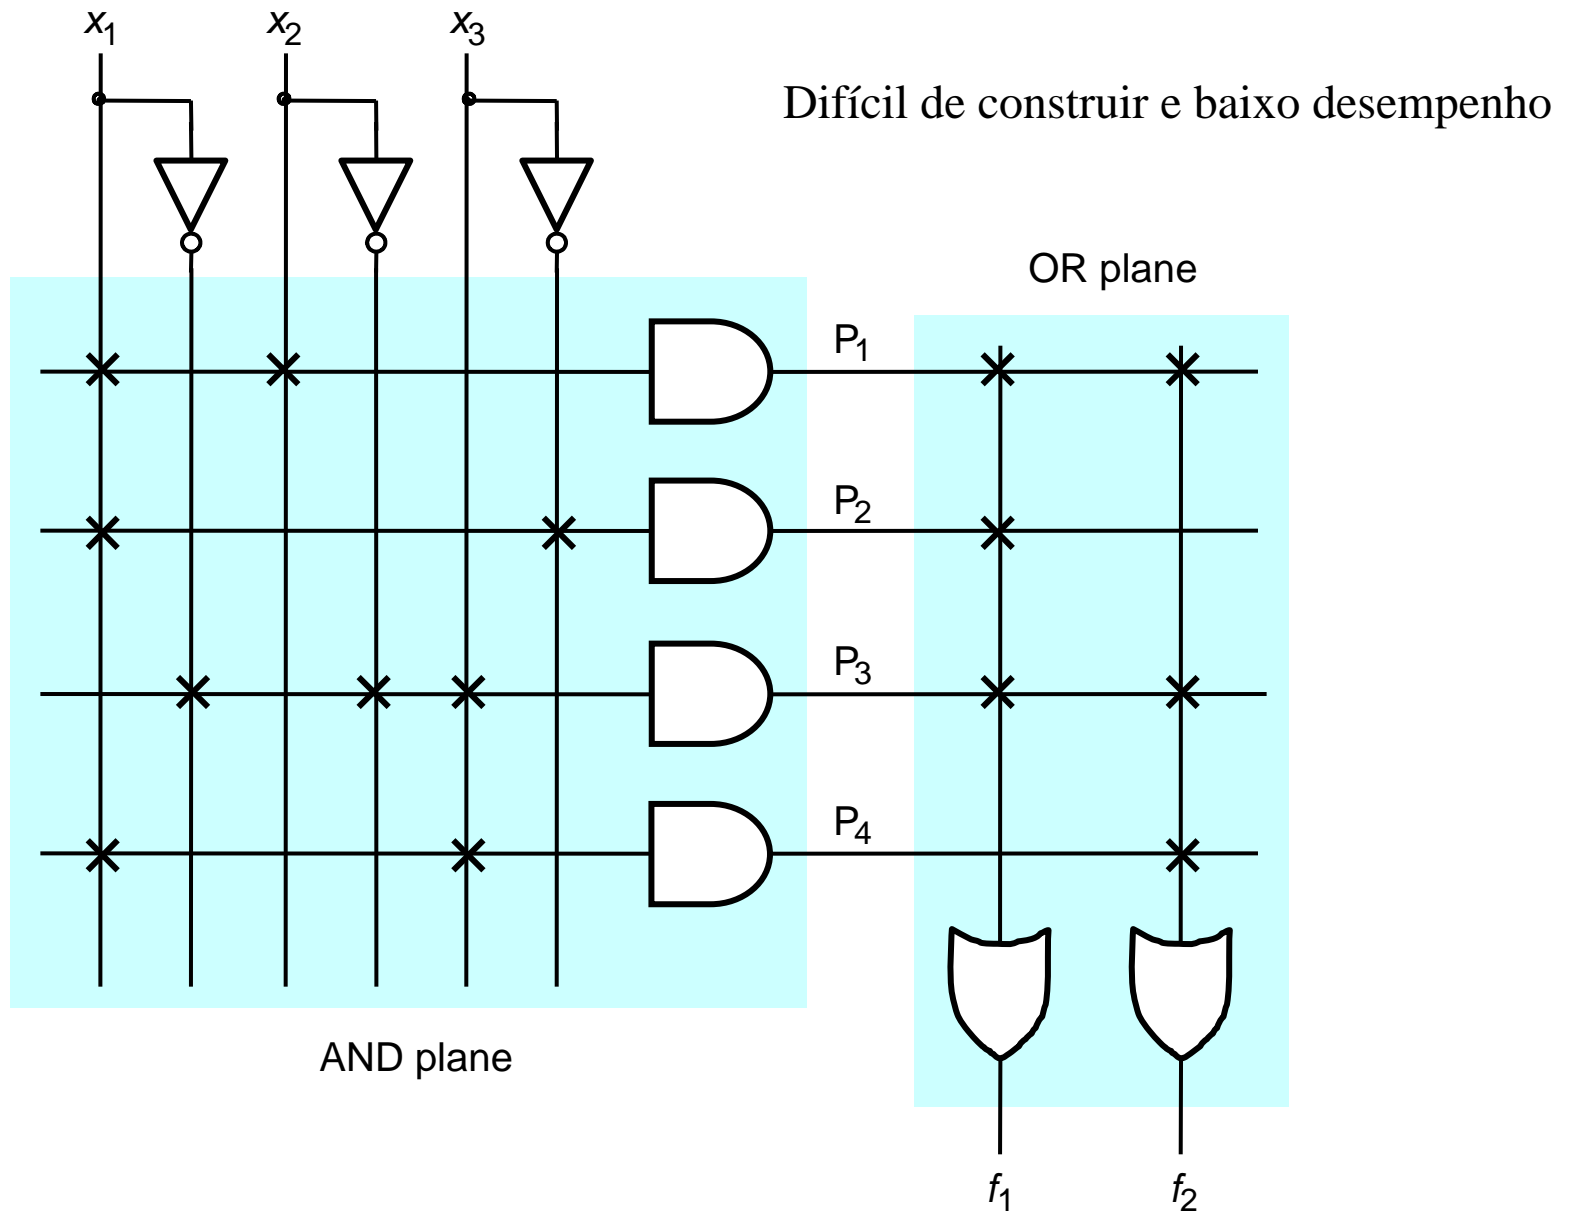 x1 x2 x3
Difícil de construir e baixo desempenho
OR plane
P1
P2
P3
P4
AND plane
f1 f2